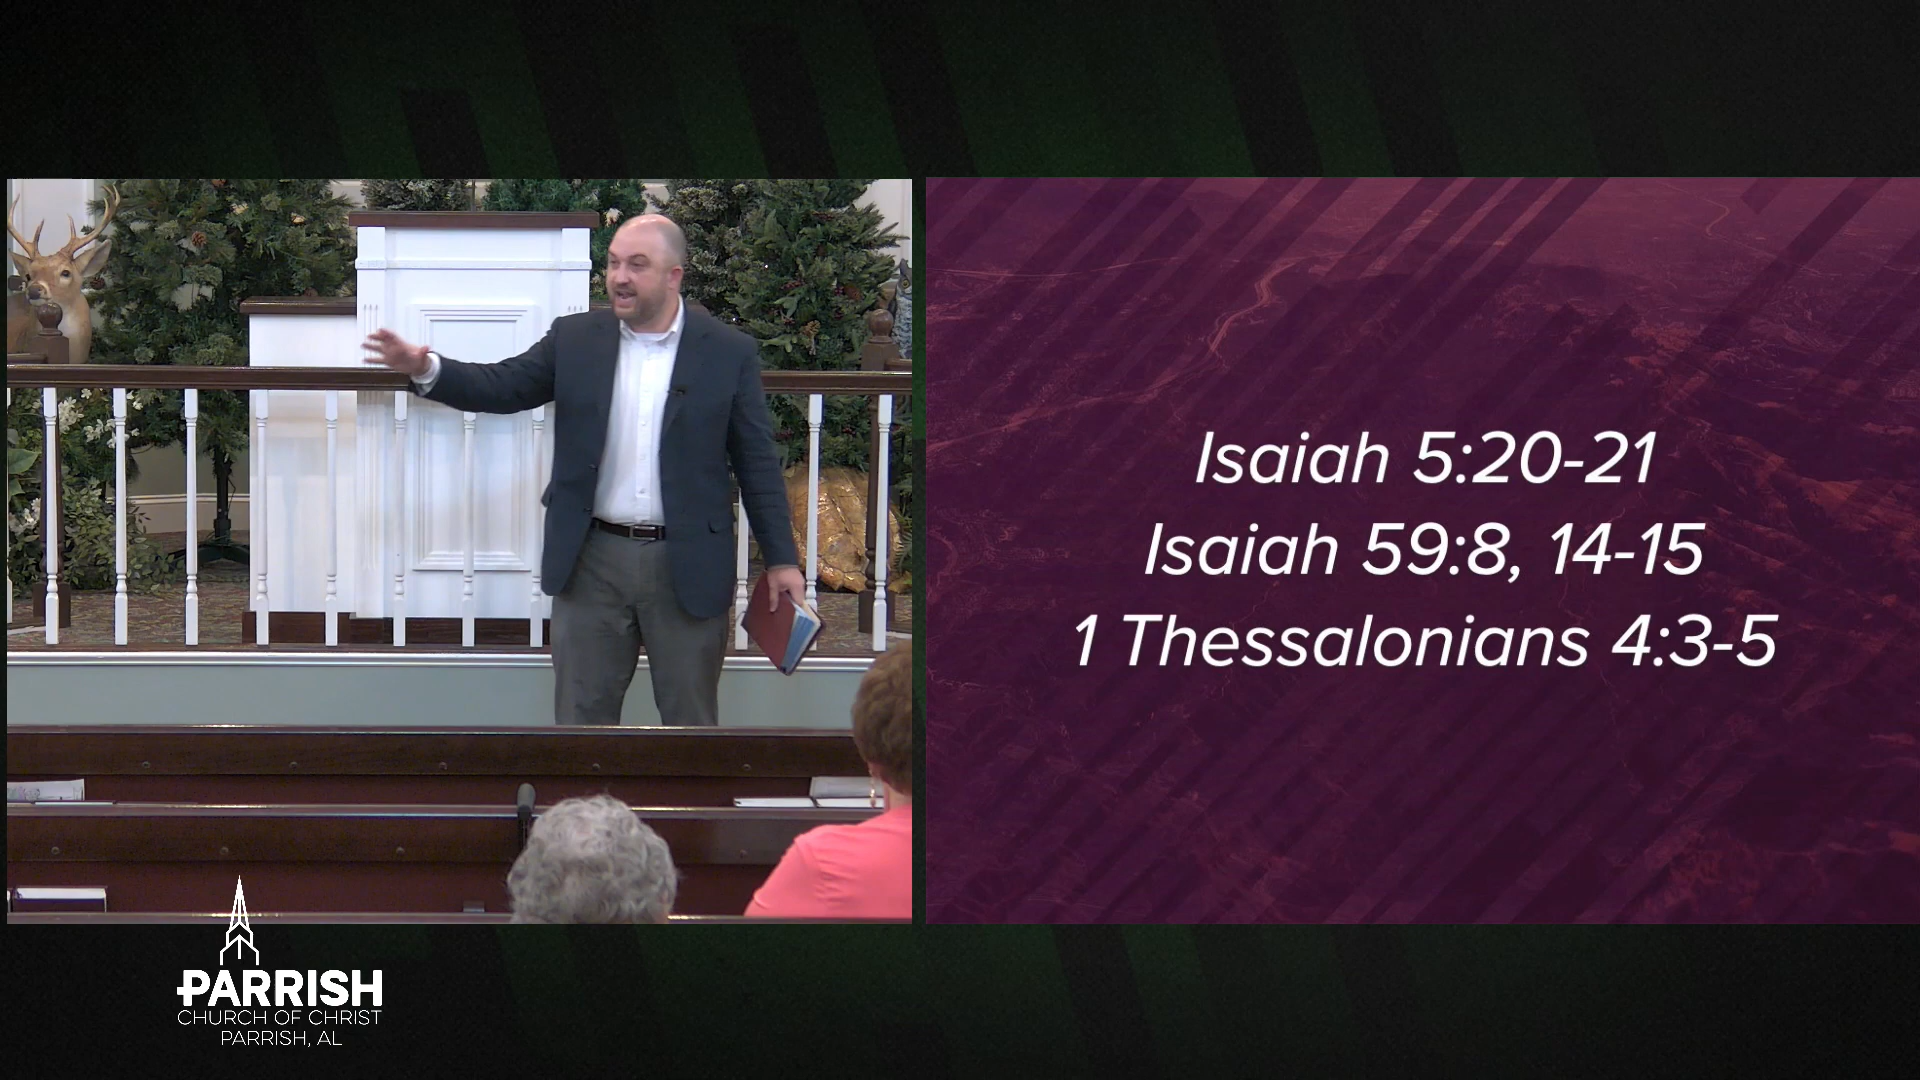 Isaiah 5:20-21
Isaiah 59:8, 14-15
1 Thessalonians 4:3-5
PARRISH
CHURCH OF CHRIST
PARRISH, AL